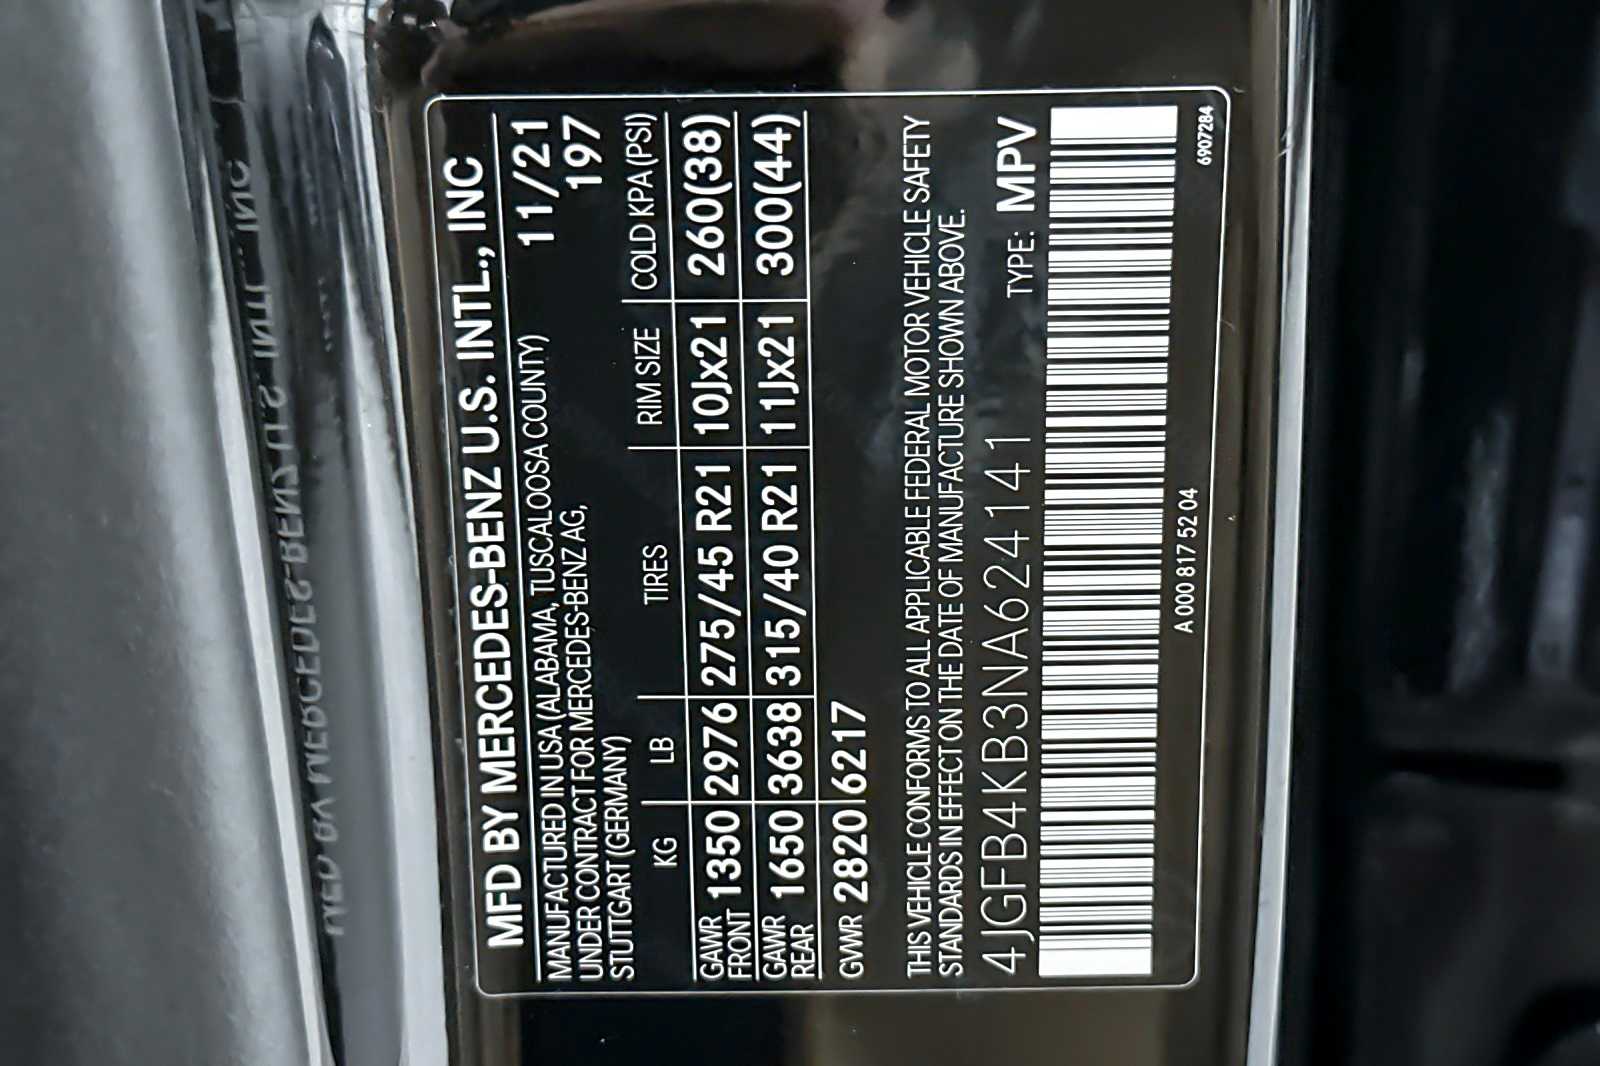 MFD BY MERCEDES-BENZ U.S. INTL., INC
MANUFACTURED IN USA (ALABAMA, TUSCALOOSA COUNTY) 11/21
UNDER CONTRACT FOR MERCEDES-BENZ AG, 197
STUTTGART (GERMANY)
KG LB TIRES RIM SIZE COLD KPA (PSI)
GAWR FRONT 1350 2976 275/45 R21 10Jx21 260(38)
GAWR REAR 1650 3638 315/40 R21 11Jx21 300(44)
GVWR 2820 6217
THIS VEHICLE CONFORMS TO ALL APPLICABLE FEDERAL MOTOR VEHICLE SAFETY
STANDARDS IN EFFECT ON THE DATE OF MANUFACTURE SHOWN ABOVE.
4JGFB4KB3NA624141 TYPE: MPV
A 000 817 52 04
6907284